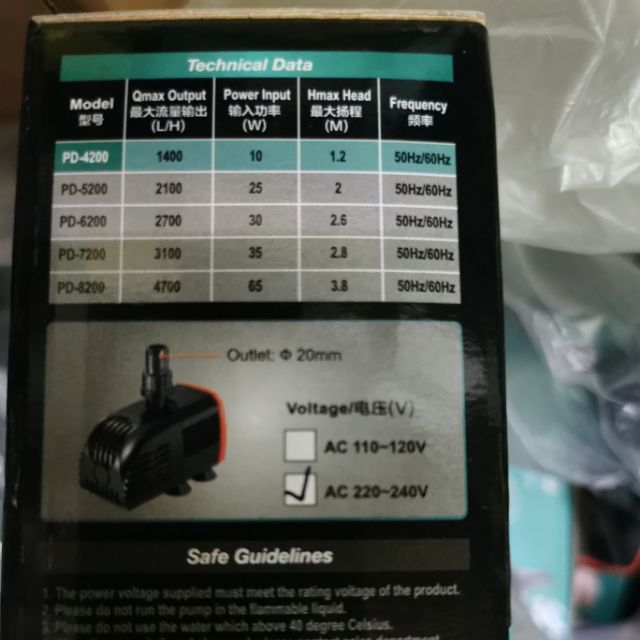 Technical Data
Model Qmax Output Power Input Hmax Head Frequency
型号 最大流量输出 输入功率 最大扬程 频率
(L/H) (W) (M)
PD-4200 1400 10 1.2 50Hz/60Hz
PD-5200 2100 25 2 50Hz/60Hz
PD-6200 2700 30 2.6 50Hz/60Hz
PD-7200 3100 35 2.8 50Hz/60Hz
PD-8200 4700 65 3.8 50Hz/60Hz
Outlet: Φ 20mm
Voltage/电压(V)
AC 110~120V
AC 220~240V
Safe Guidelines
1. The power voltage supplied must meet the rating voltage of the product.
2. Please do not run the pump in the flammable liquid.
3. Please do not use the water which above 40 degree Celsius.